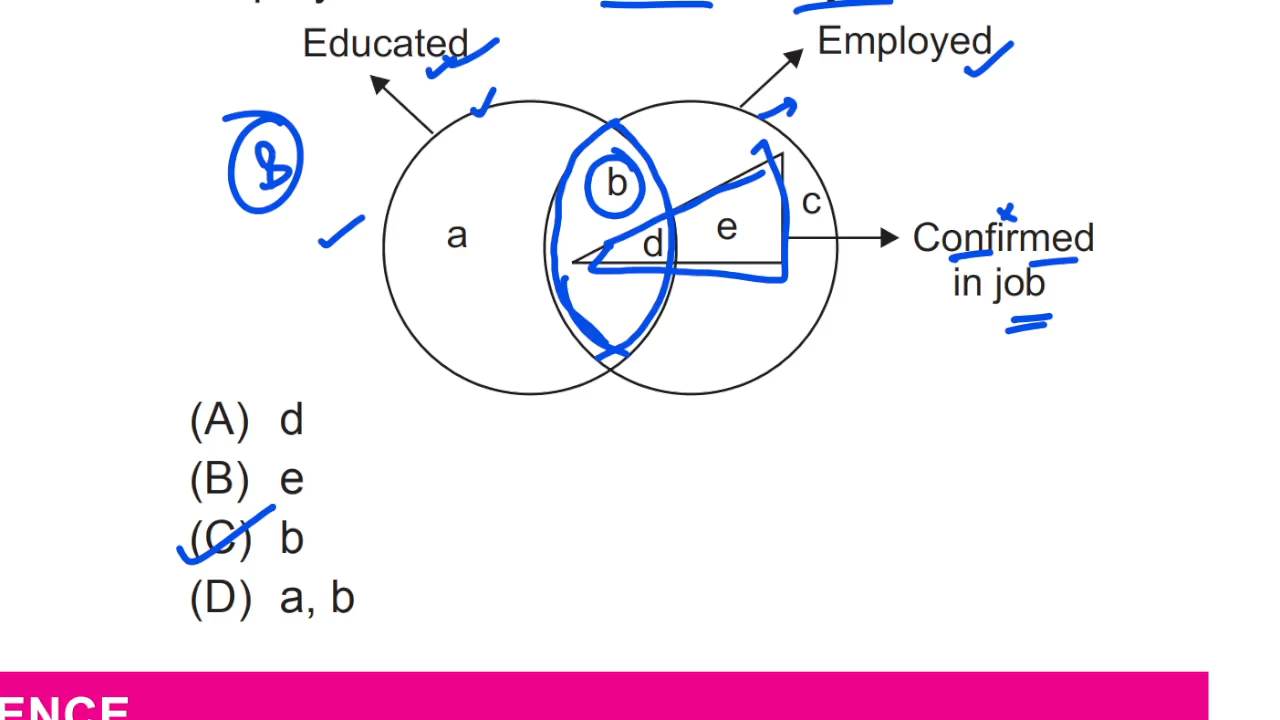 Educated
Employed
b
b
a
c
e
d
Confirmed
in job
(A) d
(B) e
(C) b
(D) a, b
ENCE